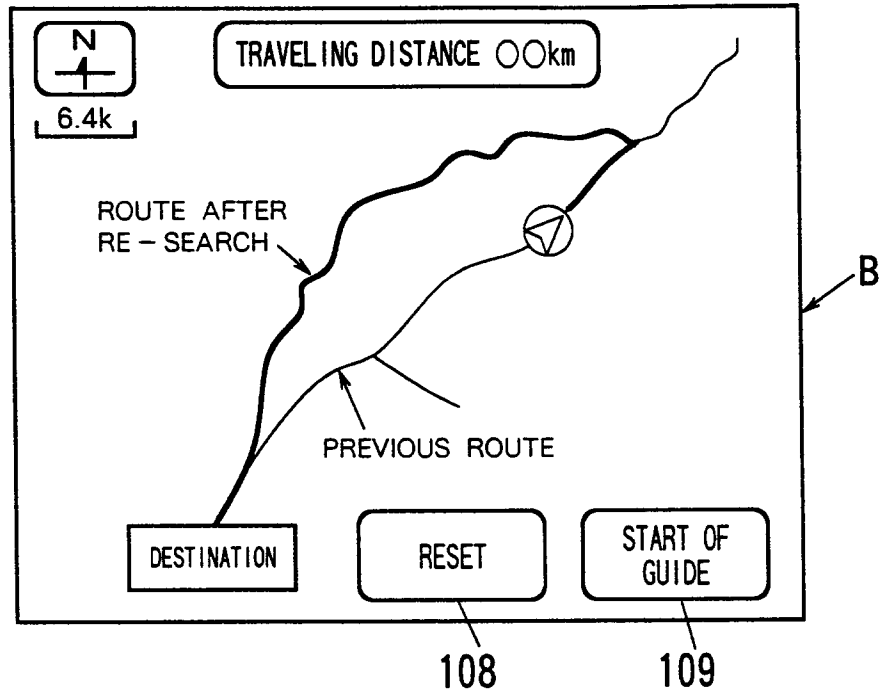 N
TRAVELING DISTANCE ○○km
6.4k
ROUTE AFTER
RE-SEARCH
B
PREVIOUS ROUTE
DESTINATION
RESET
START OF
GUIDE
108
109